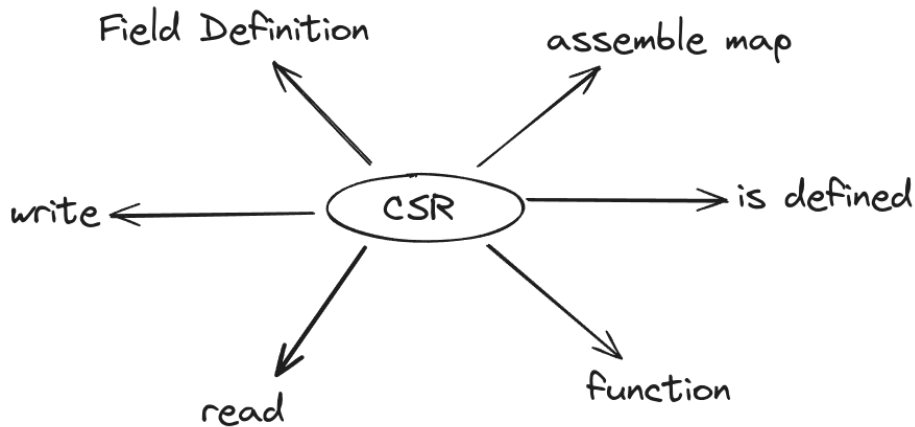 Field Definition
assemble map
write
CSR
is defined
read
function